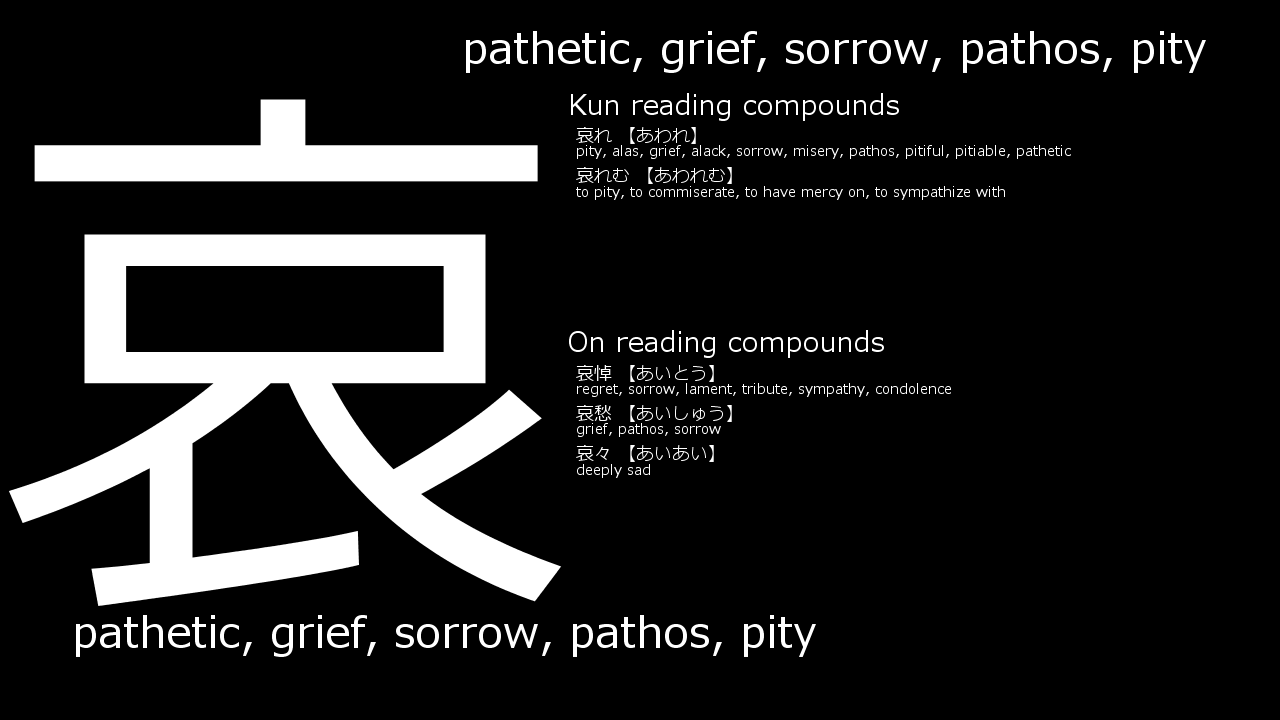 pathetic, grief, sorrow, pathos, pity
哀
Kun reading compounds
哀れ 【あわれ】
pity, alas, grief, alack, sorrow, misery, pathos, pitiful, pitiable, pathetic
哀れむ 【あわれむ】
to pity, to commiserate, to have mercy on, to sympathize with
On reading compounds
哀悼 【あいとう】
regret, sorrow, lament, tribute, sympathy, condolence
哀愁 【あいしゅう】
grief, pathos, sorrow
哀々 【あいあい】
deeply sad
pathetic, grief, sorrow, pathos, pity